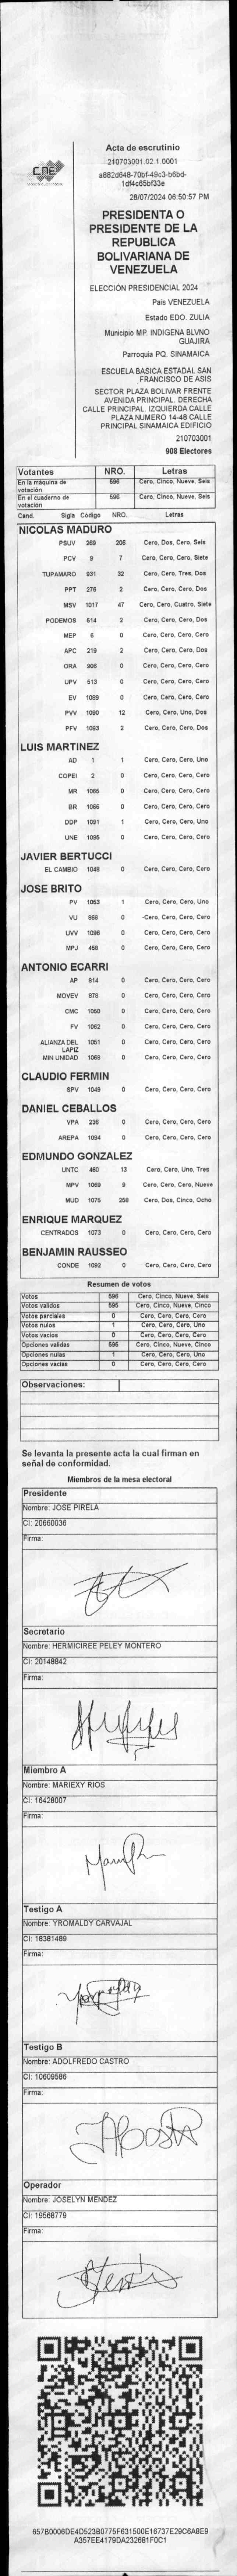 CNE
Acta de escrutinio
210703001.02.1.0001
a882d648-70bf-49c3-b6bd-
1df4c65bf33e
28/07/2024 06:50:57 PM
PRESIDENTA O
PRESIDENTE DE LA
REPUBLICA
BOLIVARIANA DE
VENEZUELA
ELECCIÓN PRESIDENCIAL 2024
Pais VENEZUELA
Estado EDO. ZULIA
Municipio MP. INDIGENA BLVNO
GUAJIRA
Parroquia PQ. SINAMAICA
ESCUELA BASICA ESTADAL SAN
FRANCISCO DE ASIS
SECTOR PLAZA BOLIVAR FRENTE
AVENIDA PRINCIPAL. DERECHA
CALLE PRINCIPAL. IZQUIERDA CALLE
PLAZA NUMERO 14-48 CALLE
PRINCIPAL SINAMAICA EDIFICIO
210703001
908 Electores
Votantes NRO. Letras
En la máquina de votación 596 Cero, Cinco, Nueve, Seis
En el cuaderno de votación 596 Cero, Cinco, Nueve, Seis
Cand. Sigla Código NRO. Letras
NICOLAS MADURO
PSUV 269 206 Cero, Dos, Cero, Seis
PCV 9 7 Cero, Cero, Cero, Siete
TUPAMARO 931 32 Cero, Cero, Tres, Dos
PPT 276 2 Cero, Cero, Cero, Dos
MSV 1017 47 Cero, Cero, Cuatro, Siete
PODEMOS 514 2 Cero, Cero, Cero, Dos
MEP 6 0 Cero, Cero, Cero, Cero
APC 219 2 Cero, Cero, Cero, Dos
ORA 906 0 Cero, Cero, Cero, Cero
UPV 513 0 Cero, Cero, Cero, Cero
EV 1089 0 Cero, Cero, Cero, Cero
PVV 1090 12 Cero, Cero, Uno, Dos
PFV 1093 2 Cero, Cero, Cero, Dos
LUIS MARTINEZ
AD 1 1 Cero, Cero, Cero, Uno
COPEI 2 0 Cero, Cero, Cero, Cero
MR 1065 0 Cero, Cero, Cero, Cero
BR 1066 0 Cero, Cero, Cero, Cero
DDP 1091 1 Cero, Cero, Cero, Uno
UNE 1095 0 Cero, Cero, Cero, Cero
JAVIER BERTUCCI
EL CAMBIO 1048 0 Cero, Cero, Cero, Cero
JOSE BRITO
PV 1053 1 Cero, Cero, Cero, Uno
VU 868 0 Cero, Cero, Cero, Cero
UVV 1096 0 Cero, Cero, Cero, Cero
MPJ 458 0 Cero, Cero, Cero, Cero
ANTONIO ECARRI
AP 814 0 Cero, Cero, Cero, Cero
MOVEV 878 0 Cero, Cero, Cero, Cero
CMC 1050 0 Cero, Cero, Cero, Cero
FV 1062 0 Cero, Cero, Cero, Cero
ALIANZA DEL LAPIZ 1051 0 Cero, Cero, Cero, Cero
MIN UNIDAD 1068 0 Cero, Cero, Cero, Cero
CLAUDIO FERMIN
SPV 1049 0 Cero, Cero, Cero, Cero
DANIEL CEBALLOS
VPA 236 0 Cero, Cero, Cero, Cero
AREPA 1094 0 Cero, Cero, Cero, Cero
EDMUNDO GONZALEZ
UNTC 460 13 Cero, Cero, Uno, Tres
MPV 1069 9 Cero, Cero, Cero, Nueve
MUD 1075 258 Cero, Dos, Cinco, Ocho
ENRIQUE MARQUEZ
CENTRADOS 1073 0 Cero, Cero, Cero, Cero
BENJAMIN RAUSSEO
CONDE 1092 0 Cero, Cero, Cero, Cero
Resumen de votos
Votos 596 Cero, Cinco, Nueve, Seis
Votos validos 595 Cero, Cinco, Nueve, Cinco
Votos parciales 0 Cero, Cero, Cero, Cero
Votos nulos 1 Cero, Cero, Cero, Uno
Votos vacios 0 Cero, Cero, Cero, Cero
Opciones validas 595 Cero, Cinco, Nueve, Cinco
Opciones nulas 1 Cero, Cero, Cero, Uno
Opciones vacias 0 Cero, Cero, Cero, Cero
Observaciones:
Se levanta la presente acta la cual firman en
señal de conformidad.
Miembros de la mesa electoral
Presidente
Nombre: JOSE PIRELA
CI: 20660036
Firma:
Secretario
Nombre: HERMICIREE PELEY MONTERO
CI: 20148842
Firma:
Miembro A
Nombre: MARIEXY RIOS
CI: 16428007
Firma:
Testigo A
Nombre: YROMALDY CARVAJAL
CI: 18381489
Firma:
Testigo B
Nombre: ADOLFREDO CASTRO
CI: 10609586
Firma:
Operador
Nombre: JOSELYN MENDEZ
CI: 19568779
Firma:
657B0006DE4D523B0775F631500E16737E29C6A8E9
A357EE4179DA232681F0C1